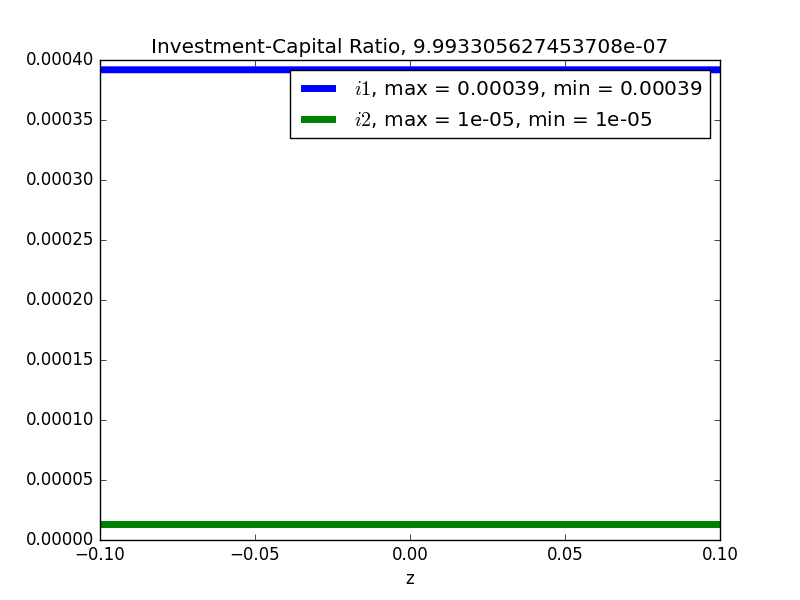 Investment-Capital Ratio, 9.993305627453708e-07
0.00040
i1, max = 0.00039, min = 0.00039
i2, max = 1e-05, min = 1e-05
0.00035
0.00030
0.00025
0.00020
0.00015
0.00010
0.00005
0.00000
−0.10 −0.05 0.00 0.05 0.10
z